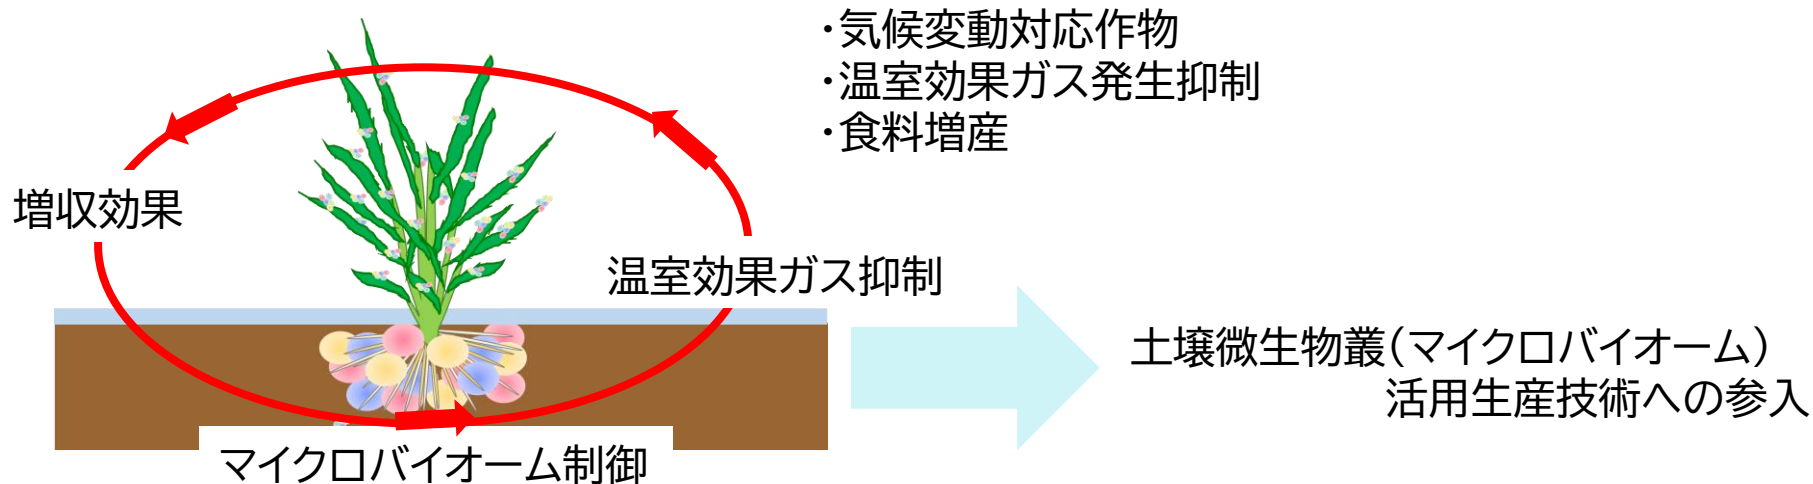 ・気候変動対応作物
・温室効果ガス発生抑制
・食料増産
増収効果
温室効果ガス抑制
土壌微生物叢(マイクロバイオーム)
活用生産技術への参入
マイクロバイオーム制御